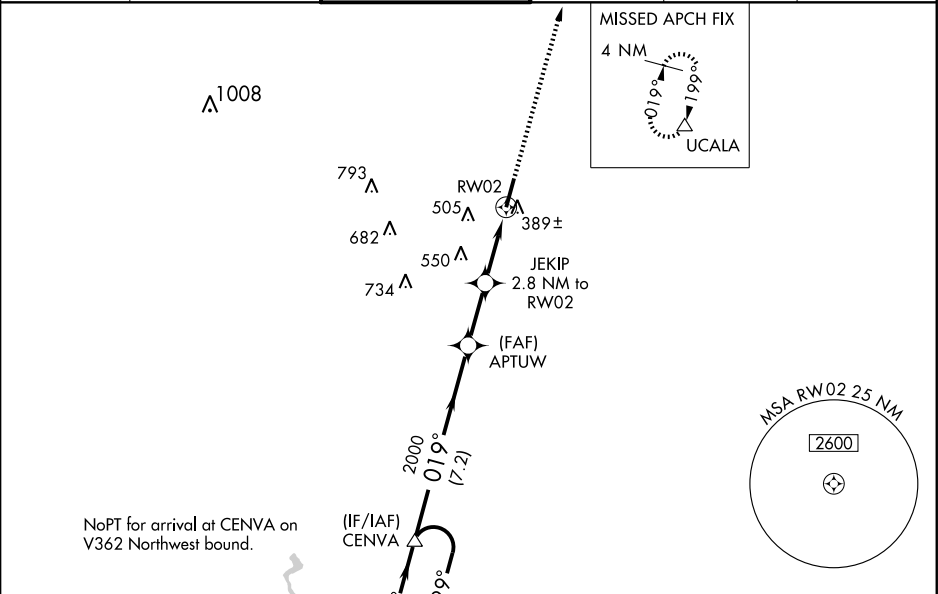 MISSED APCH FIX
4 NM
019°
199°
UCALA
1008
793
RW02
505
389±
682
550
JEKIP
2.8 NM to
RW02
734
(FAF)
APTUW
MSA RW02 25 NM
2600
2000
019°
(7.2)
NoPT for arrival at CENVA on
V362 Northwest bound.
(IF/IAF)
CENVA